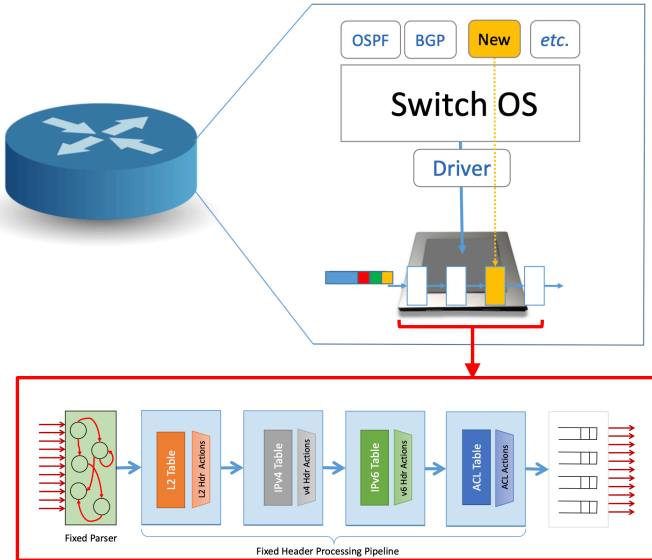 OSPF
BGP
New
etc.
Switch OS
Driver
L2 Table
L2 Hdr Actions
IPv4 Table
v4 Hdr Actions
IPv6 Table
v6 Hdr Actions
ACL Table
ACL Actions
Fixed Parser
Fixed Header Processing Pipeline